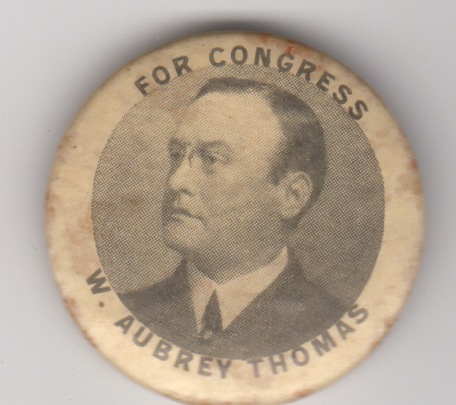 FOR CONGRESS
W. AUBREY THOMAS